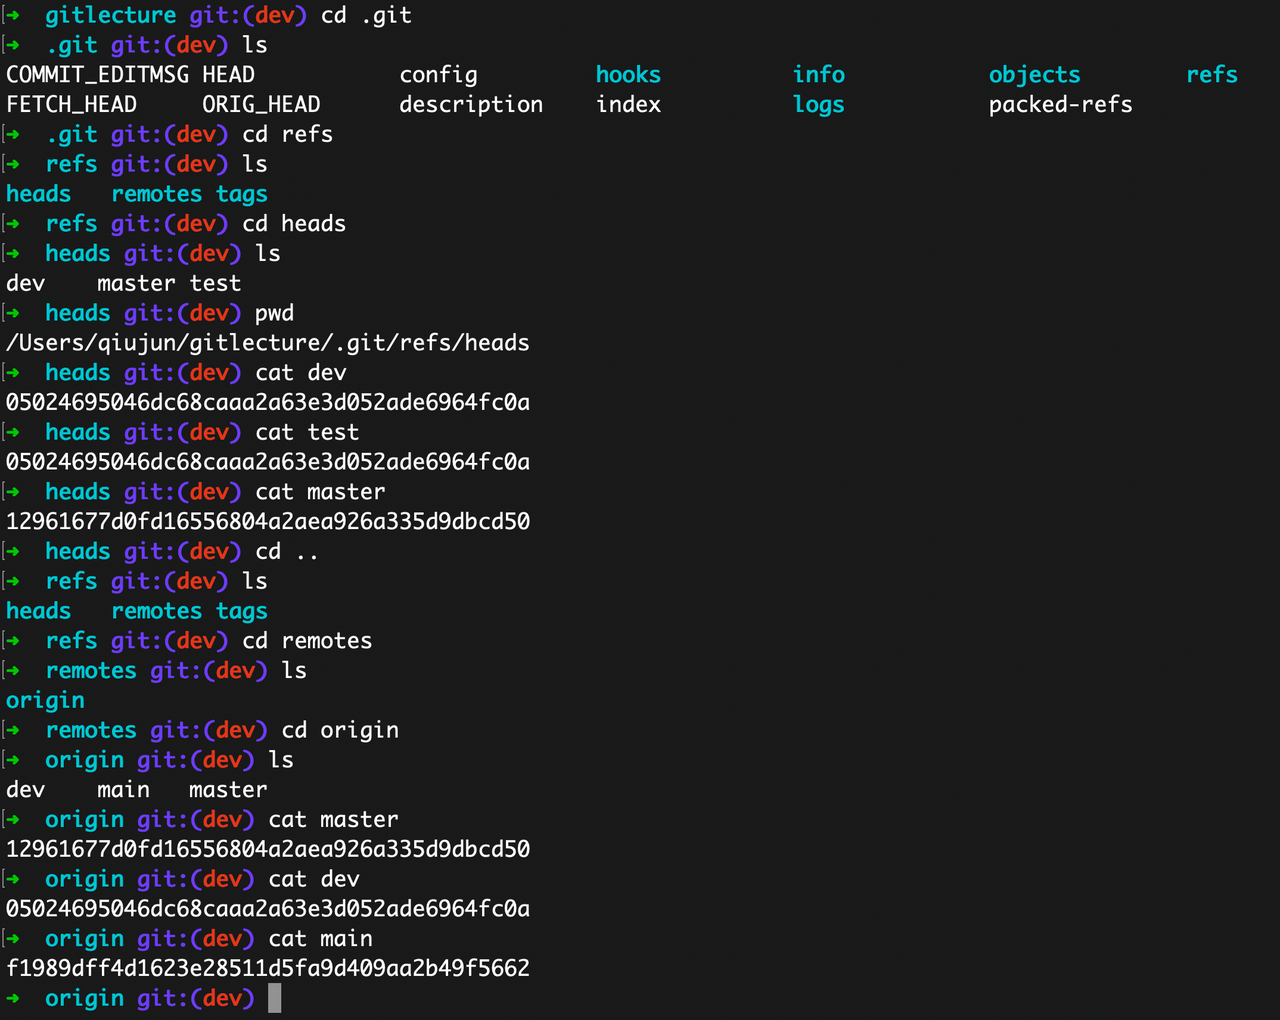 ➜  gitlecture git:(dev) cd .git
➜  .git git:(dev) ls
COMMIT_EDITMSG HEAD           config         hooks          info           objects        refs
FETCH_HEAD     ORIG_HEAD      description    index          logs           packed-refs
➜  .git git:(dev) cd refs
➜  refs git:(dev) ls
heads   remotes tags
➜  refs git:(dev) cd heads
➜  heads git:(dev) ls
dev    master test
➜  heads git:(dev) pwd
/Users/qiujun/gitlecture/.git/refs/heads
➜  heads git:(dev) cat dev
05024695046dc68caaa2a63e3d052ade6964fc0a
➜  heads git:(dev) cat test
05024695046dc68caaa2a63e3d052ade6964fc0a
➜  heads git:(dev) cat master
12961677d0fd16556804a2aea926a335d9dbcd50
➜  heads git:(dev) cd ..
➜  refs git:(dev) ls
heads   remotes tags
➜  refs git:(dev) cd remotes
➜  remotes git:(dev) ls
origin
➜  remotes git:(dev) cd origin
➜  origin git:(dev) ls
dev    main   master
➜  origin git:(dev) cat master
12961677d0fd16556804a2aea926a335d9dbcd50
➜  origin git:(dev) cat dev
05024695046dc68caaa2a63e3d052ade6964fc0a
➜  origin git:(dev) cat main
f1989dff4d1623e28511d5fa9d409aa2b49f5662
➜  origin git:(dev)